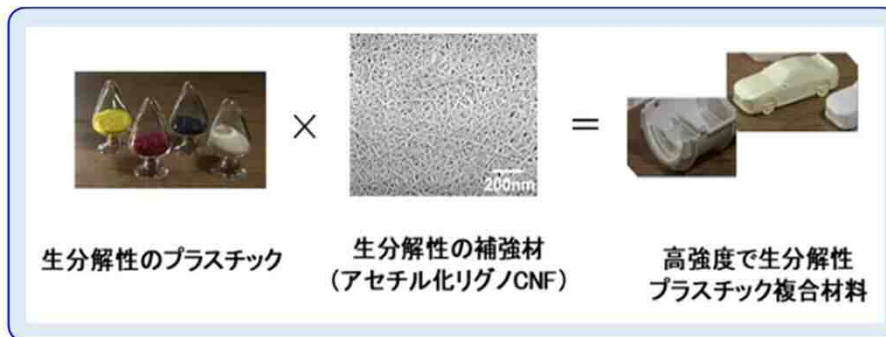 ×
200nm
=
生分解性のプラスチック
生分解性の補強材
(アセチル化リグノCNF)
高強度で生分解性
プラスチック複合材料